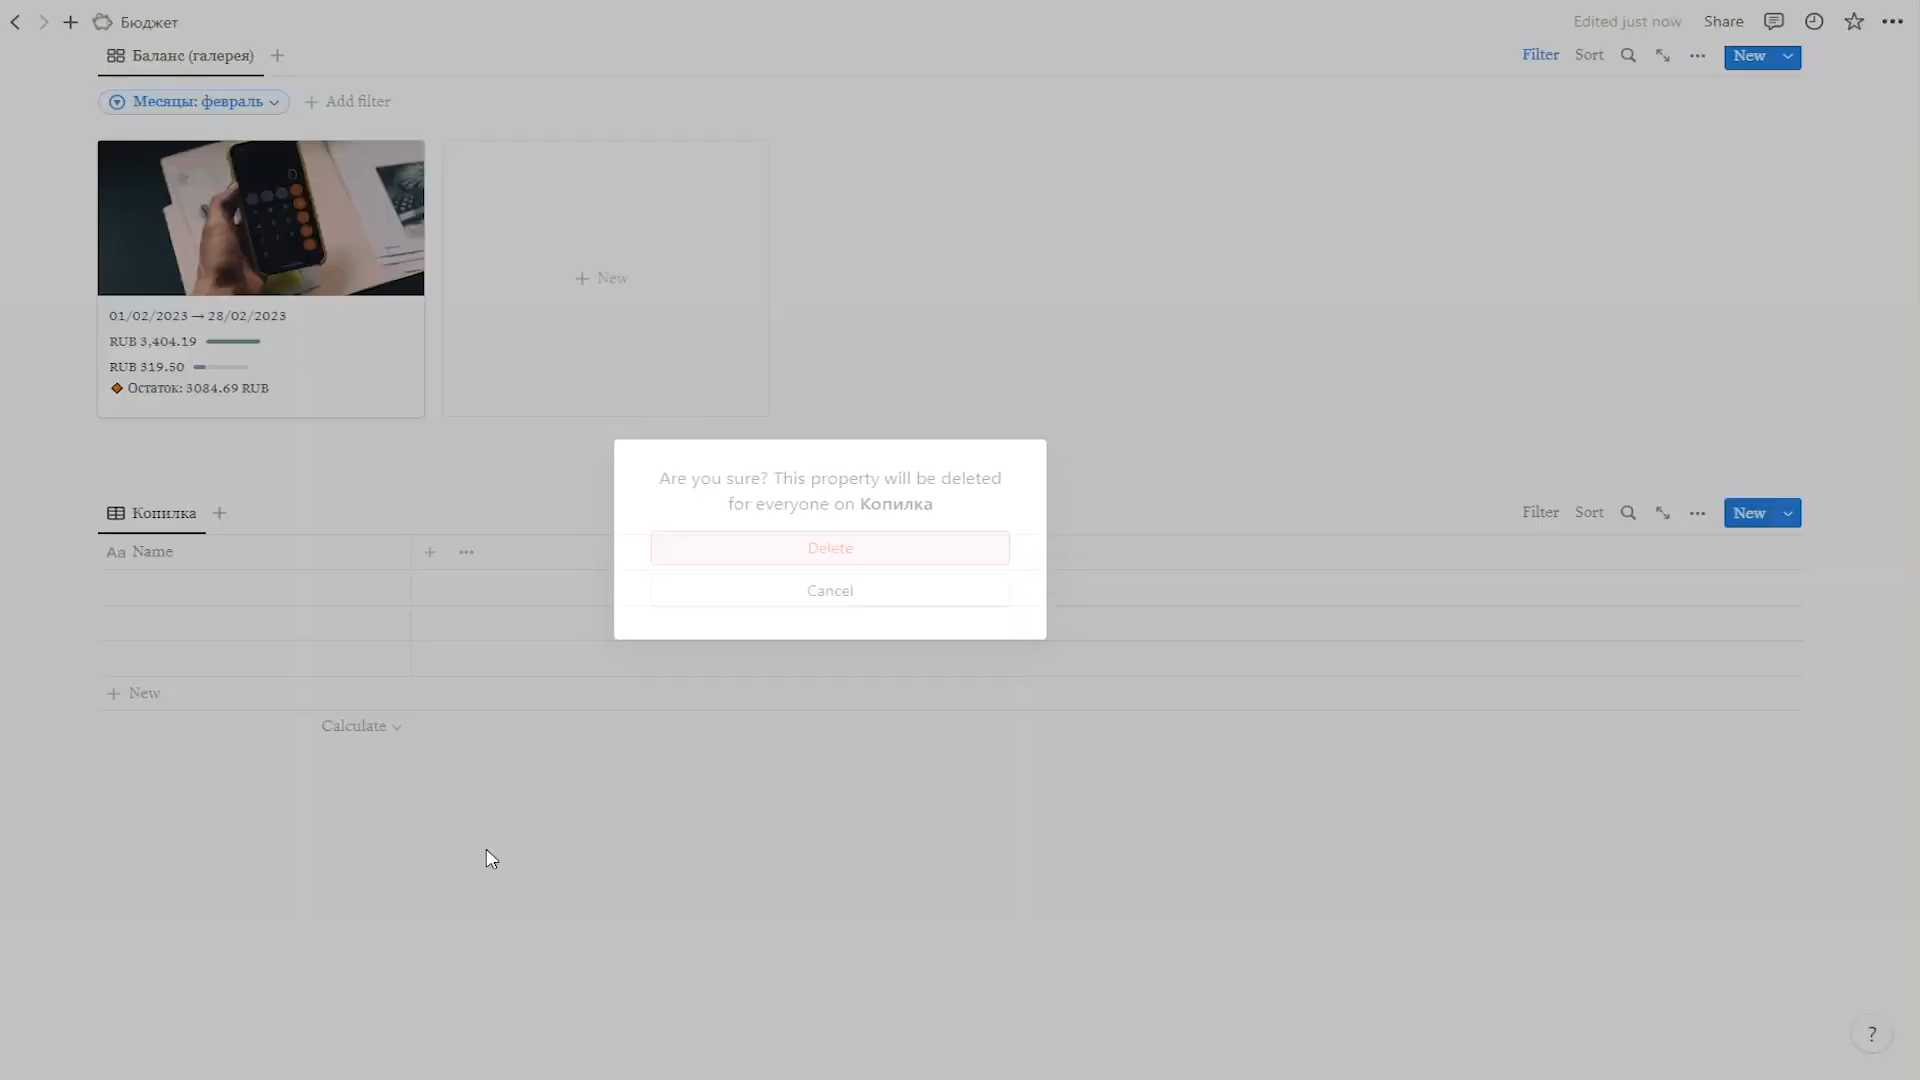 Бюджет
Edited just now
Share
Баланс (галерея)
Filter
Sort
New
Месяцы: февраль
Add filter
01/02/2023 → 28/02/2023
RUB 3,404.19
RUB 319.50
Остаток: 3084.69 RUB
+ New
Are you sure? This property will be deleted
for everyone on Копилка
Delete
Cancel
Копилка
Filter
Sort
New
Aa Name
+ New
Calculate
?